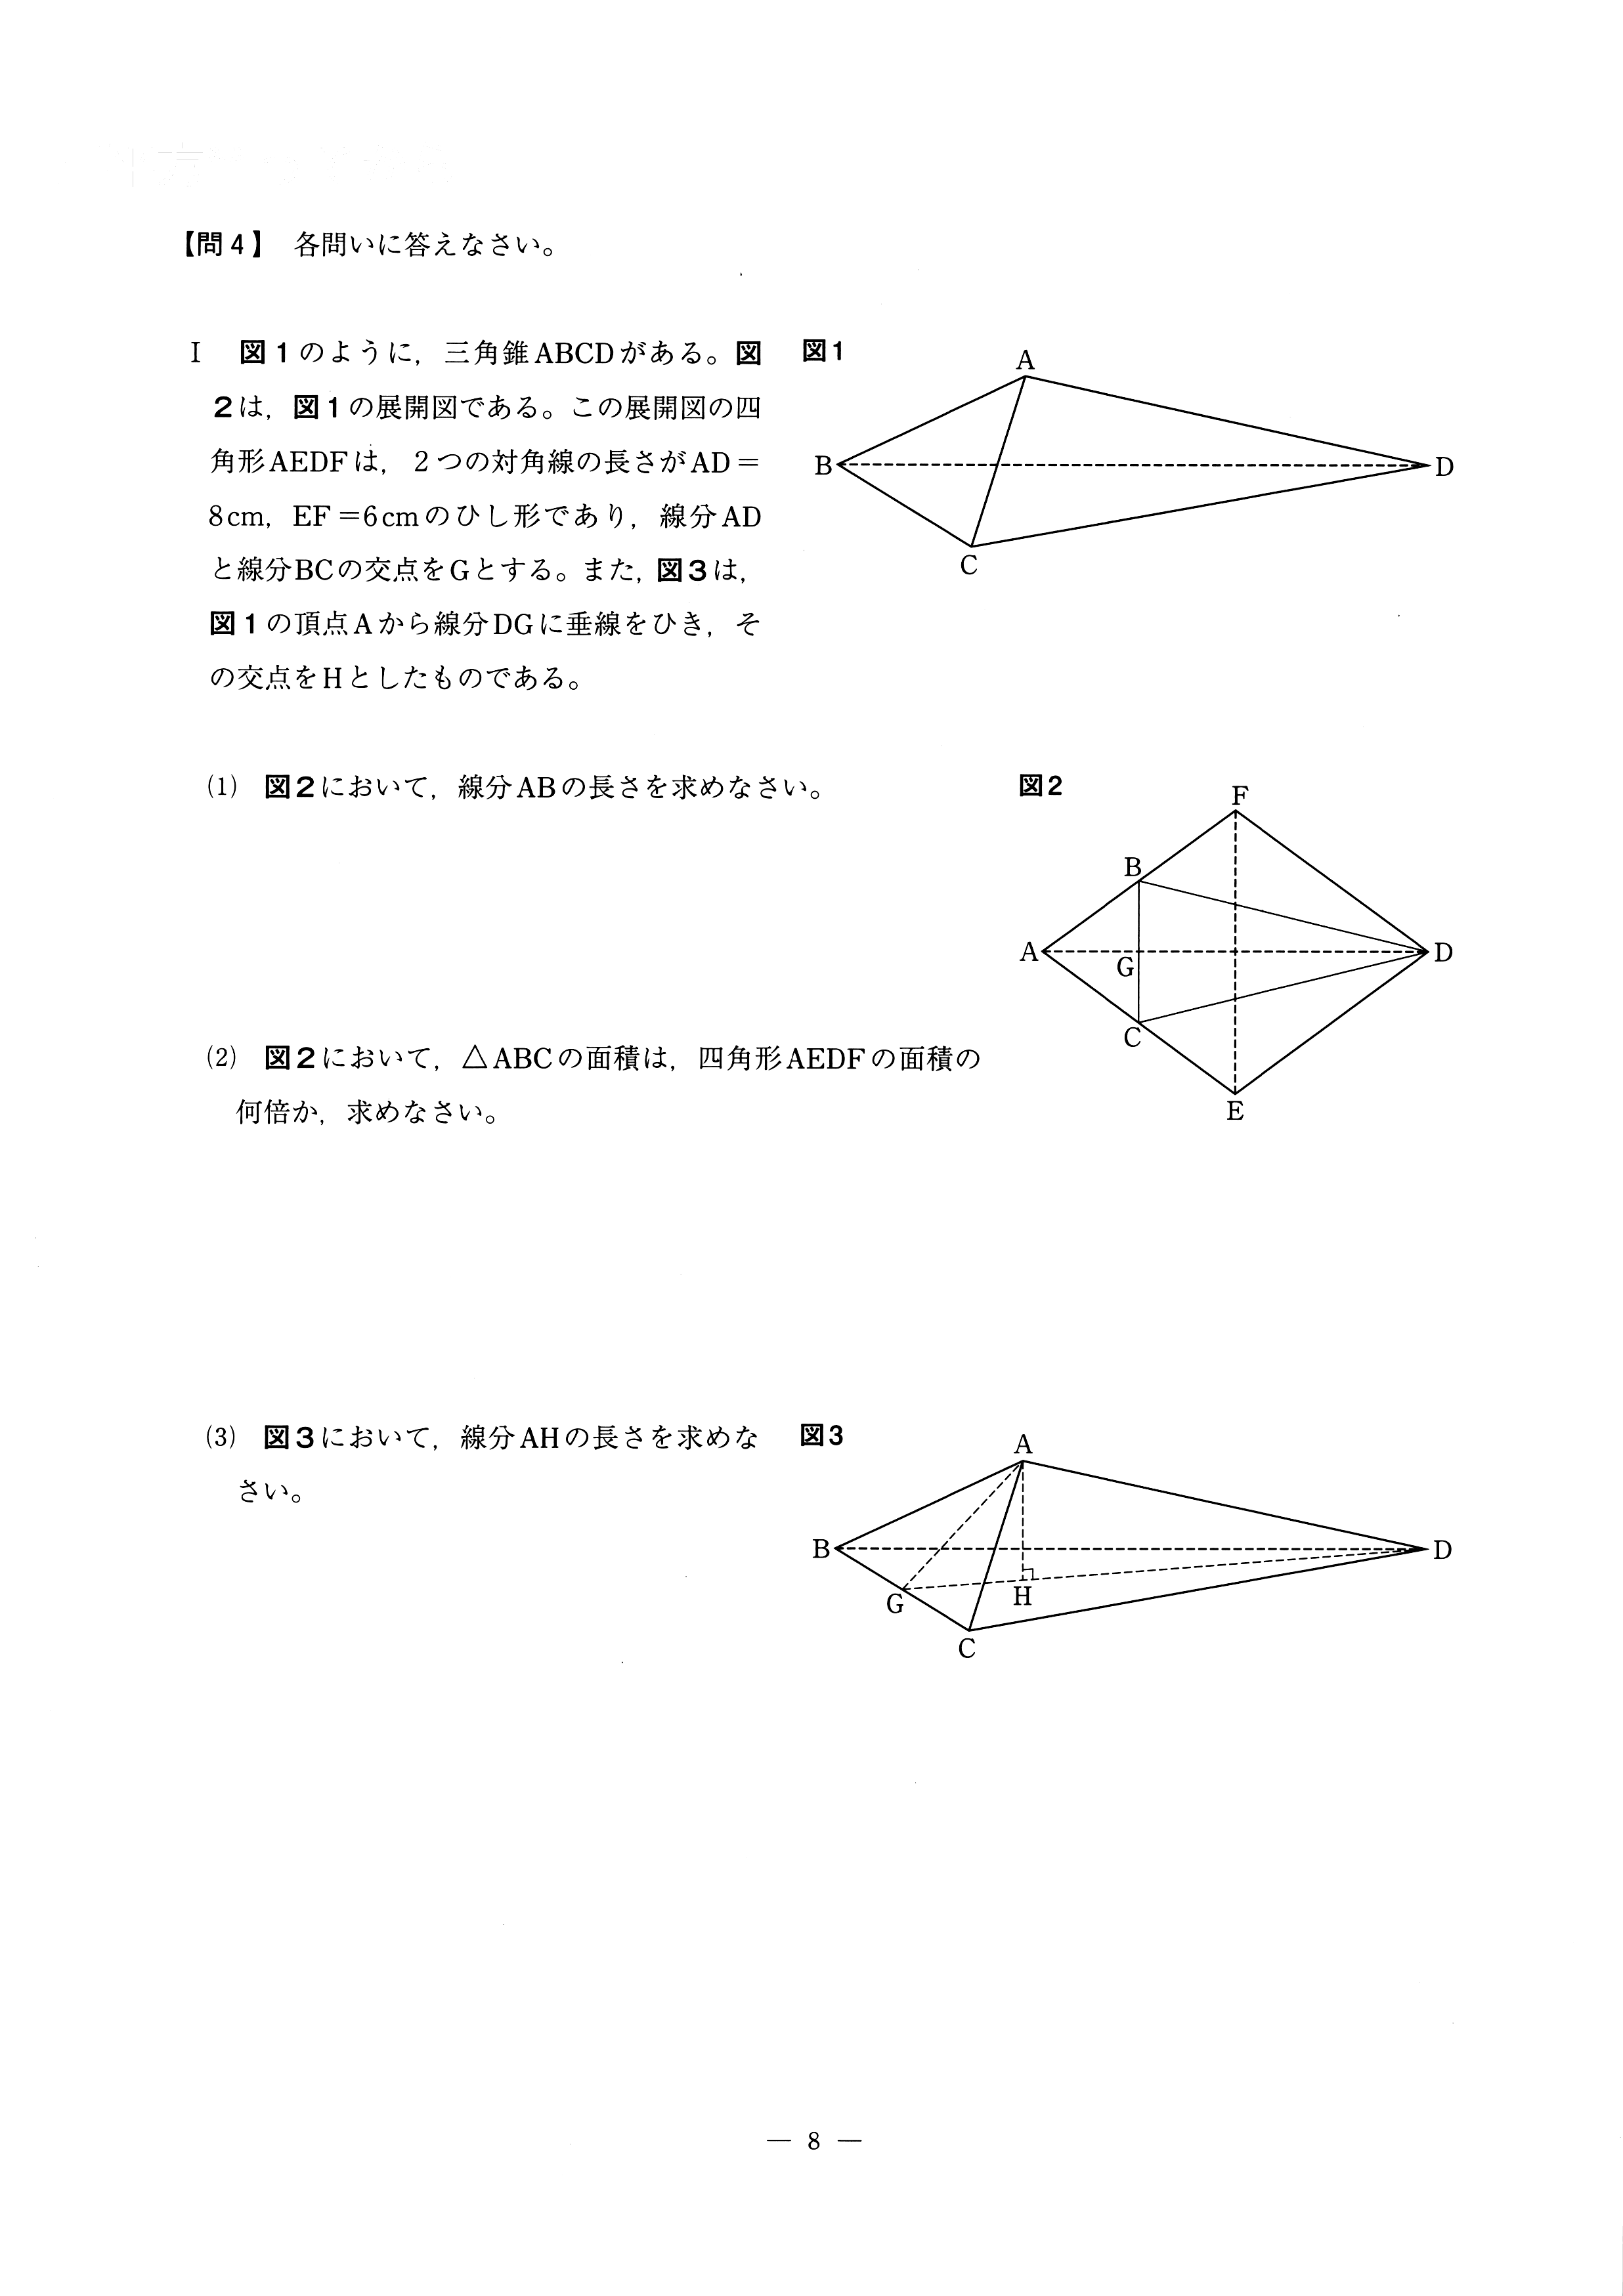 【問4】 各問いに答えなさい。
I 図1のように，三角錐ABCDがある。図
2は，図1の展開図である。この展開図の四
角形AEDFは，2つの対角線の長さがAD＝
8cm，EF＝6cmのひし形であり，線分AD
と線分BCの交点をGとする。また，図3は，
図1の頂点Aから線分DGに垂線をひき，そ
の交点をHとしたものである。
図1
A
B
D
C
(1) 図2において，線分ABの長さを求めなさい。
図2
F
B
A
D
G
C
E
(2) 図2において，△ABCの面積は，四角形AEDFの面積の
何倍か，求めなさい。
(3) 図3において，線分AHの長さを求めな
さい。
図3
A
B
D
G
H
C
— 8 —